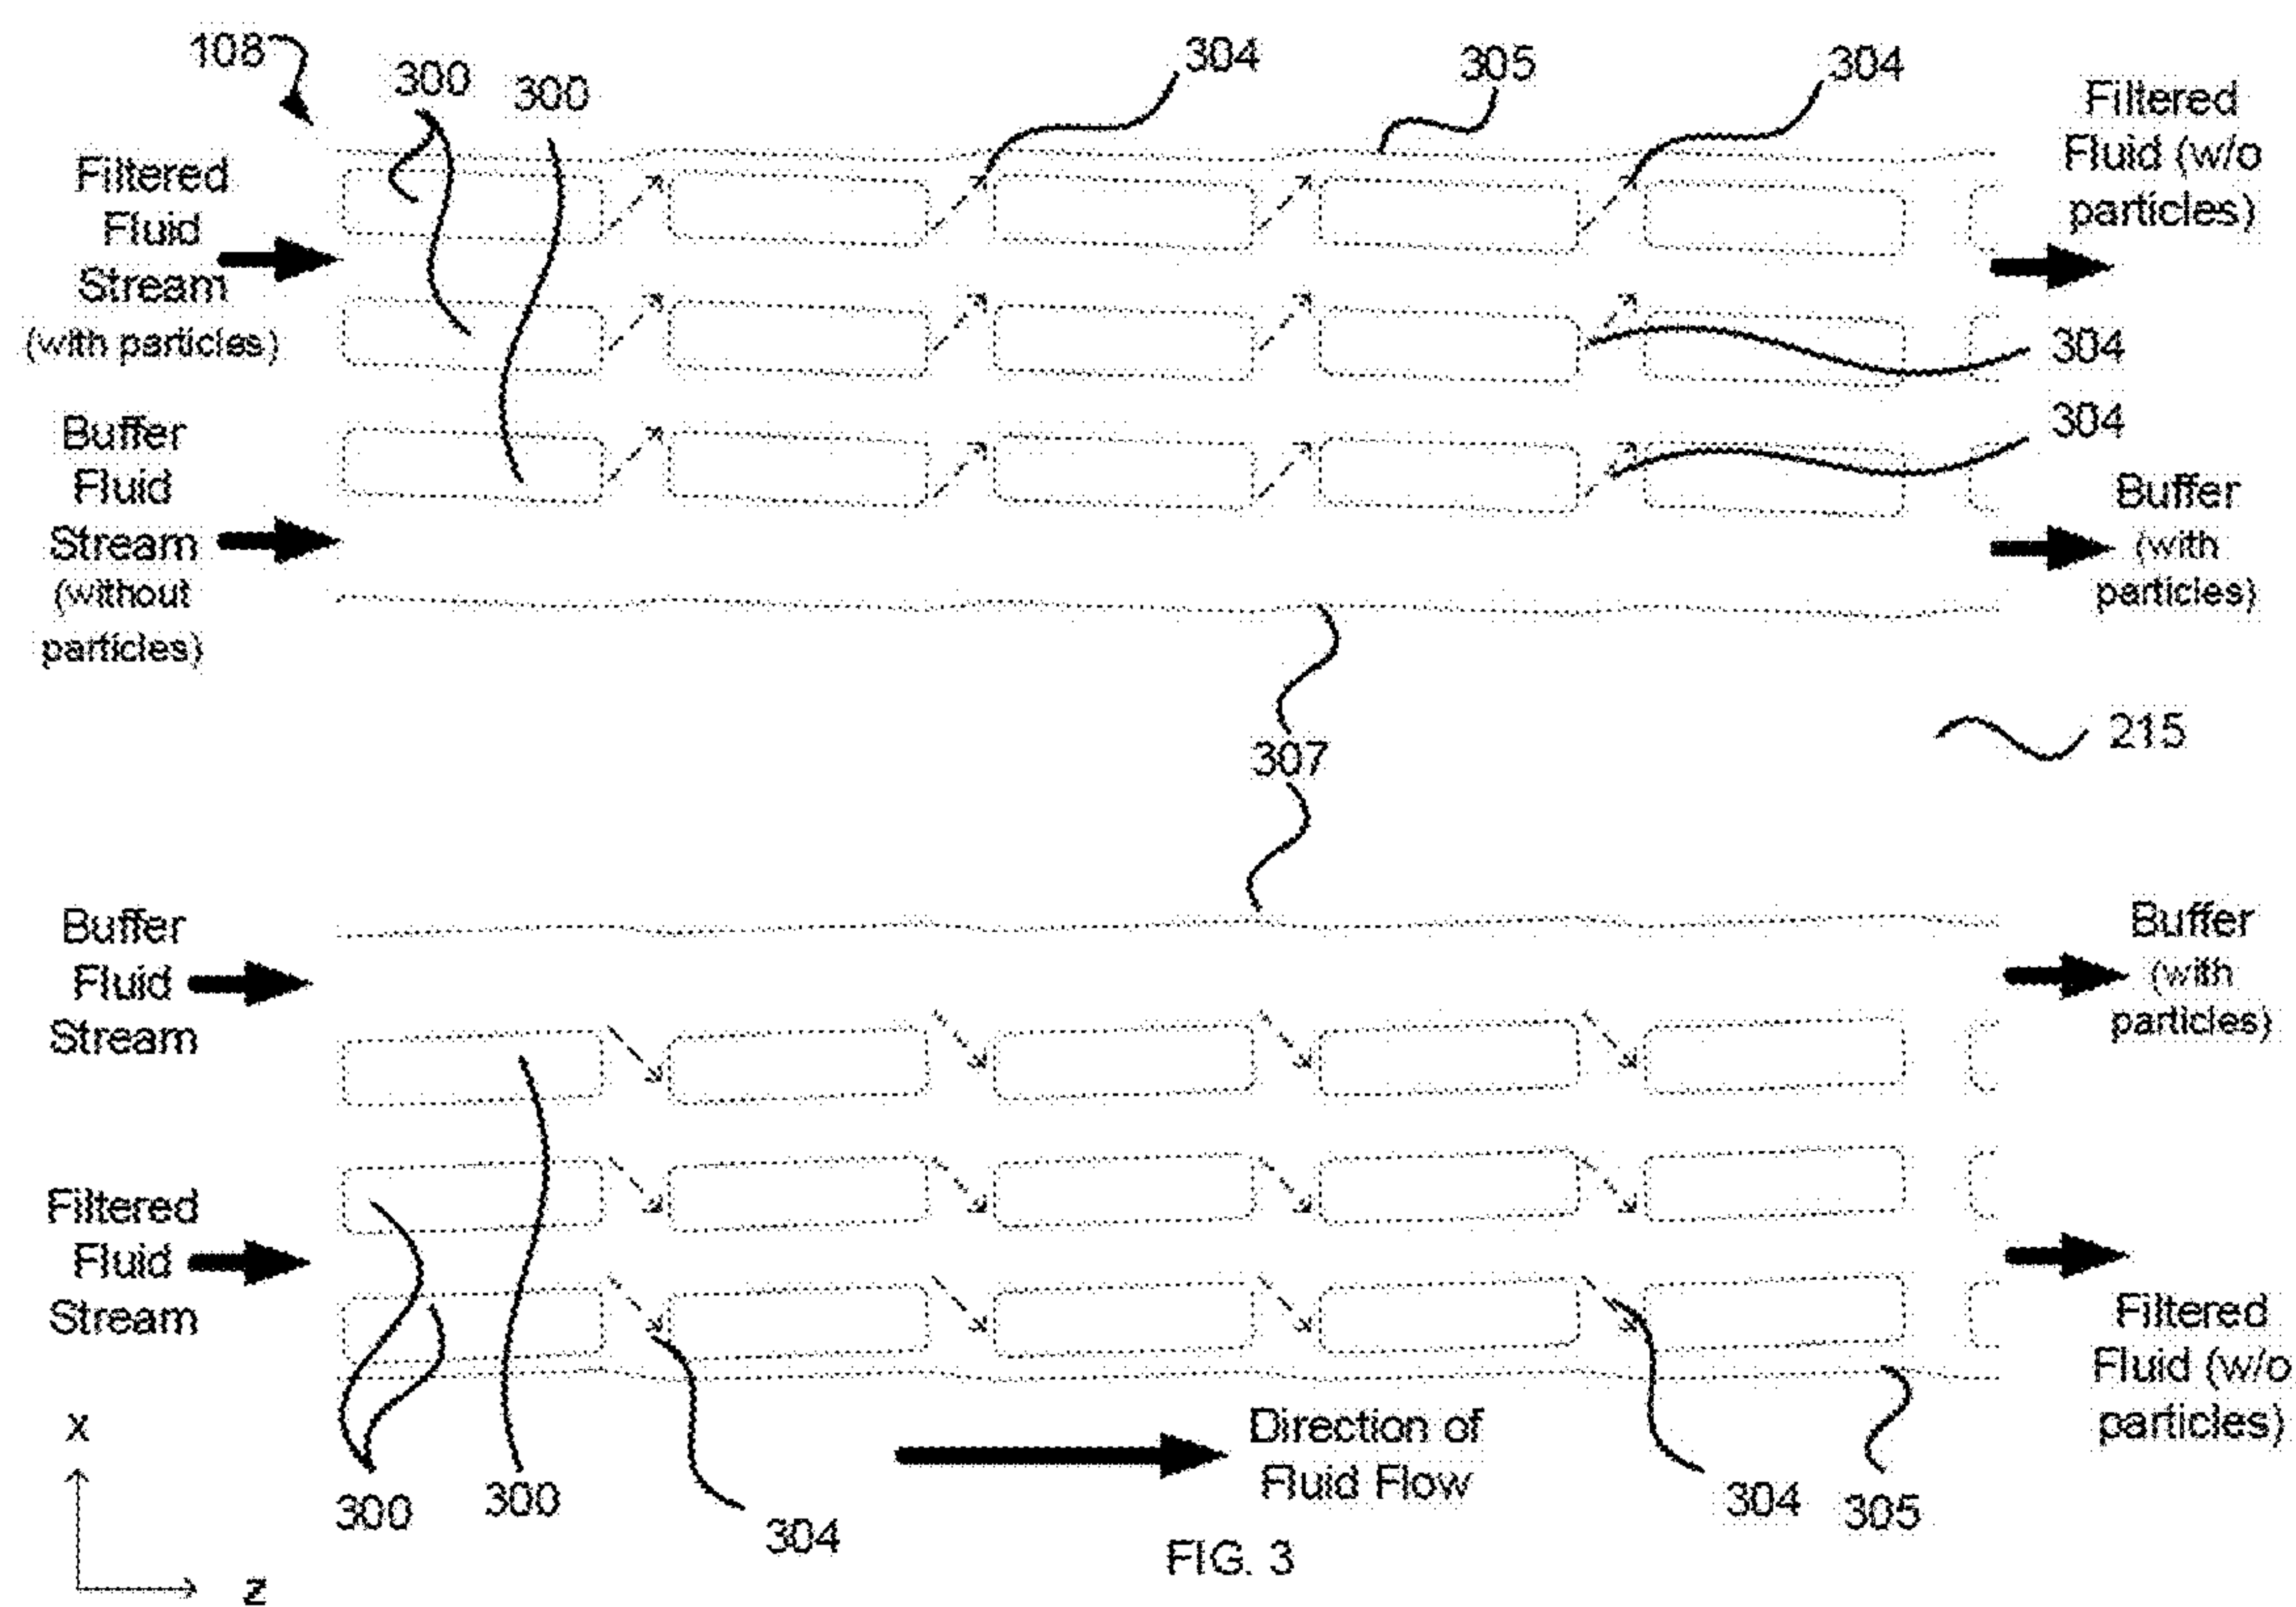 108
300
300
304
305
304
Filtered
Fluid (w/o
particles)
Filtered
Fluid
Stream
(with particles)
304
304
Buffer
Fluid
Stream
(without
particles)
Buffer
(with
particles)
307
215
Buffer
Fluid
Stream
Buffer
(with
particles)
Filtered
Fluid
Stream
Filtered
Fluid (w/o
particles)
X
Z
300
300
304
Direction of
Fluid Flow
304
305
FIG. 3